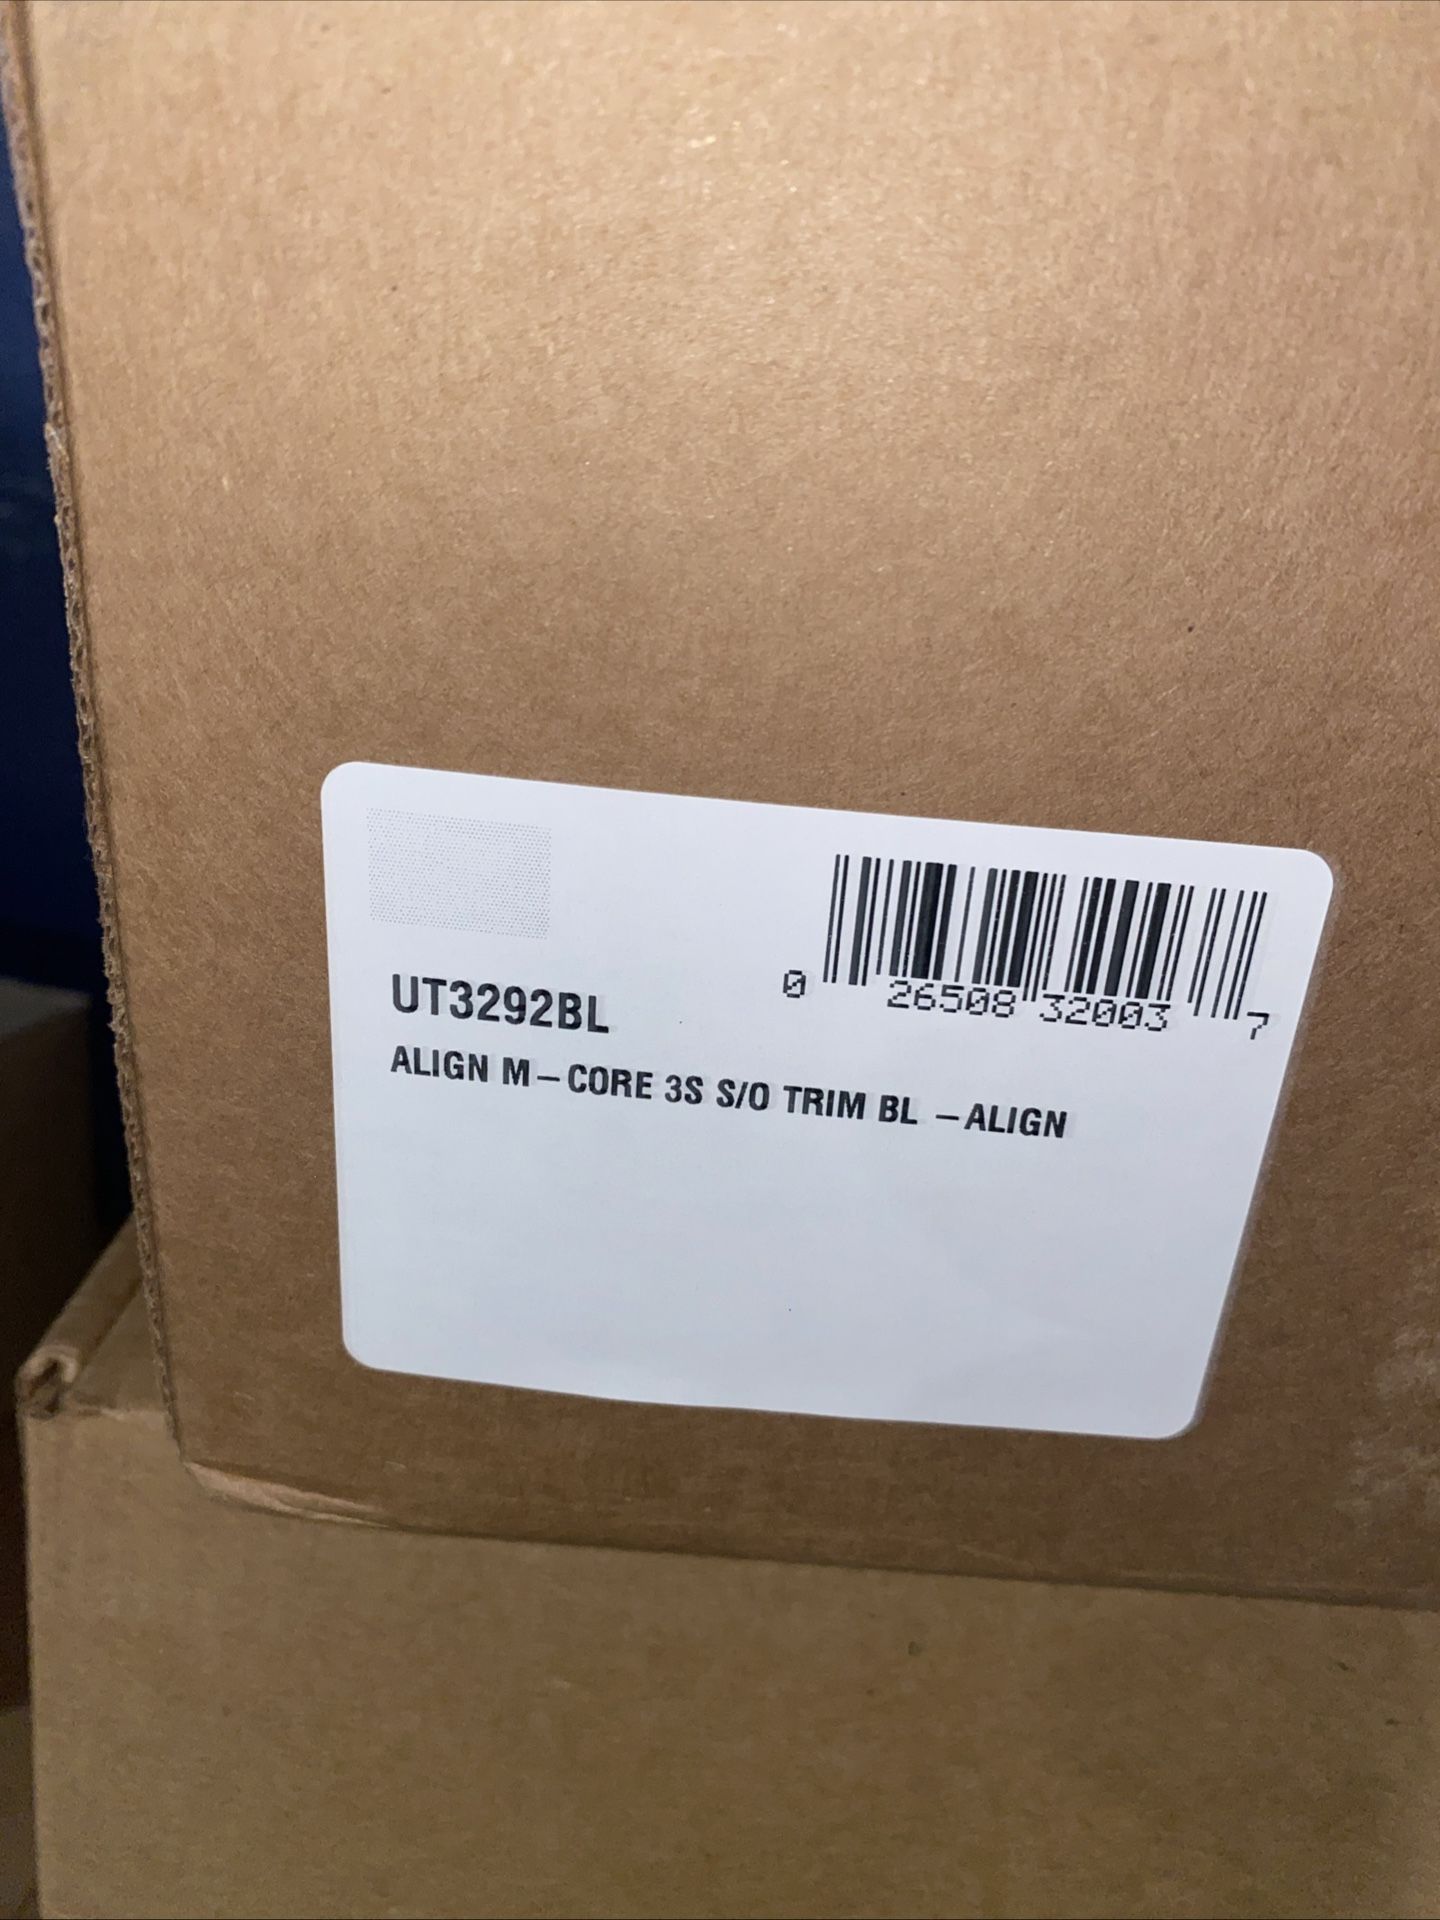 0 26508 32003 7
UT3292BL
ALIGN M-CORE 3S S/O TRIM BL -ALIGN